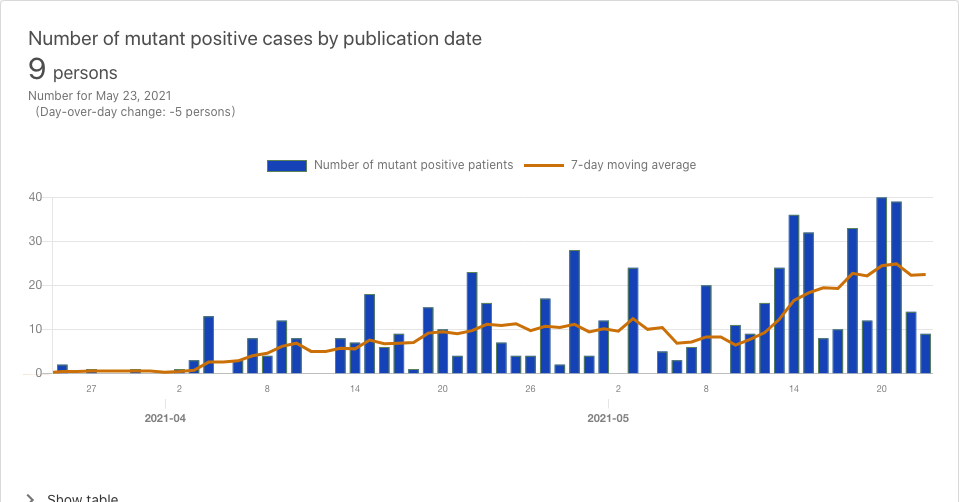 Number of mutant positive cases by publication date
9 persons
Number for May 23, 2021
(Day-over-day change: -5 persons)
Number of mutant positive patients 7-day moving average
40
30
20
10
0
27 2 8 14 20 26 2 8 14 20
2021-04 2021-05
Show table